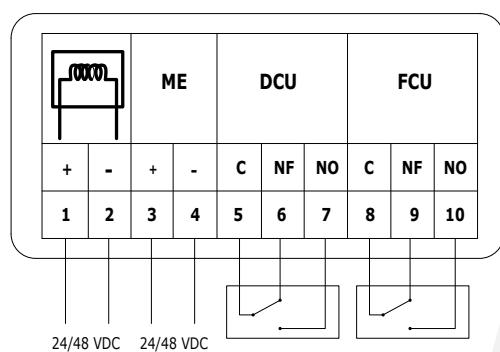 ME DCU FCU
+ - + - C NF NO C NF NO
1 2 3 4 5 6 7 8 9 10
24/48 VDC 24/48 VDC